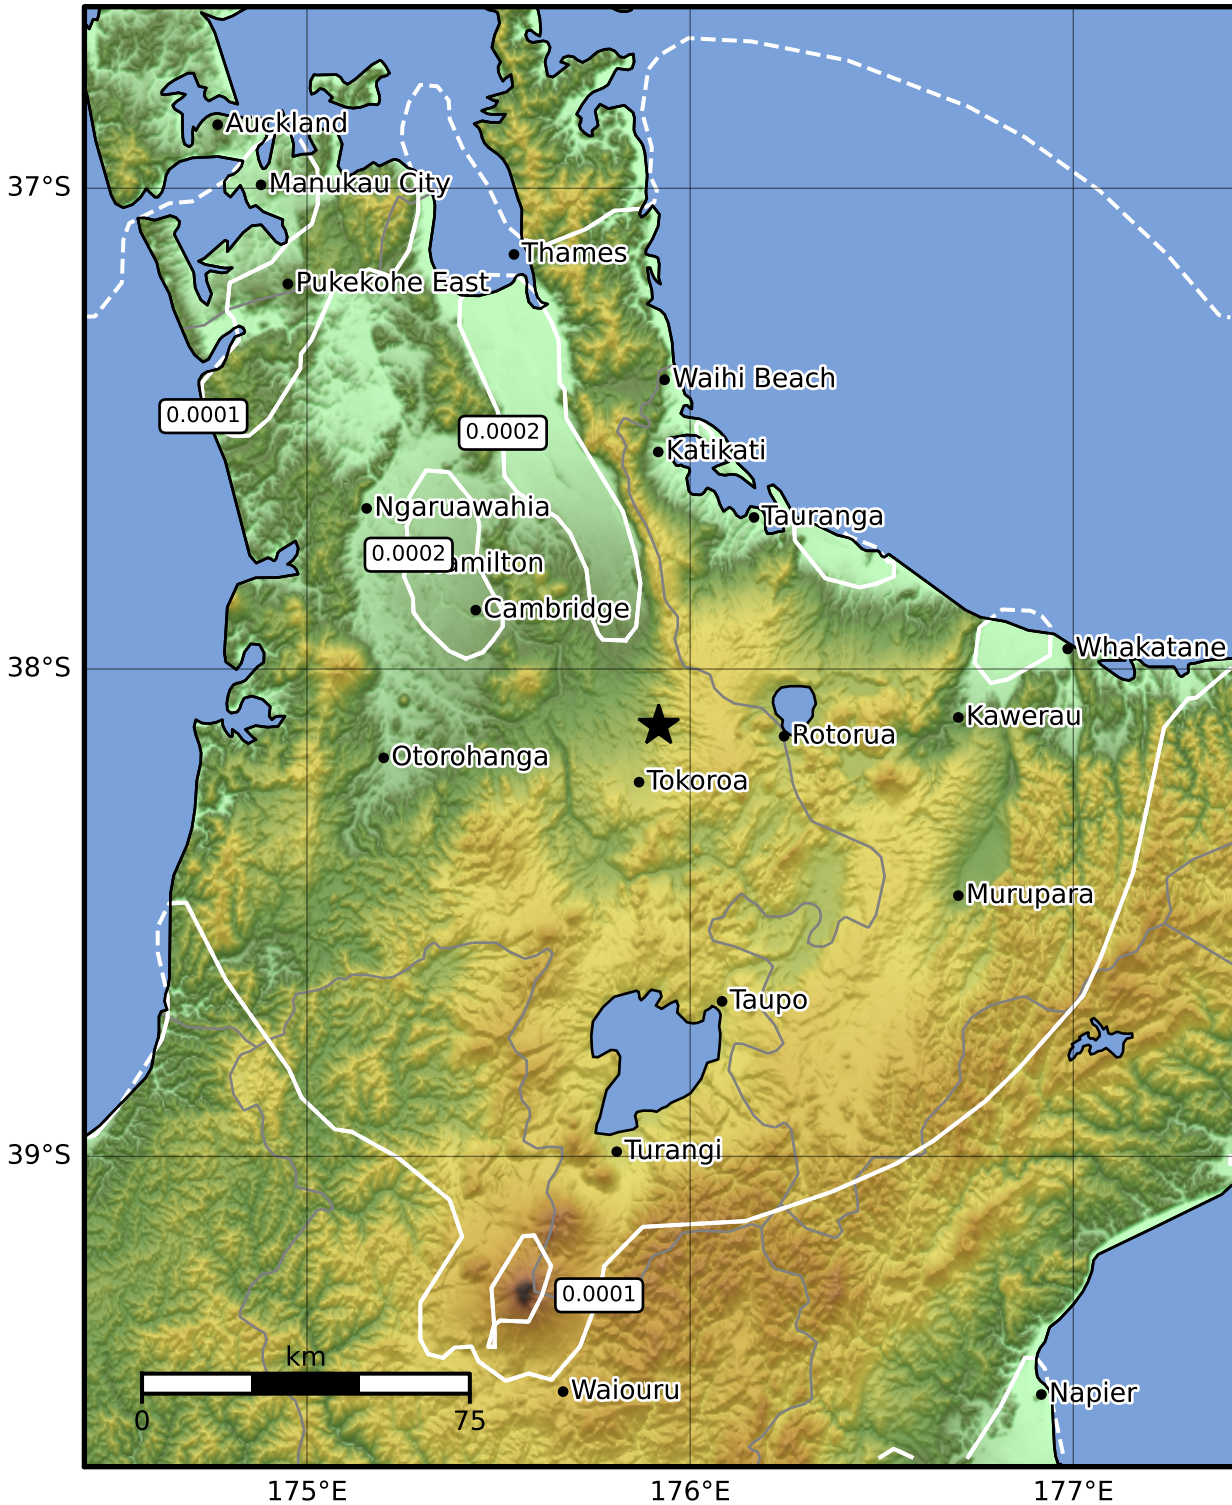 Auckland
37°S
Manukau City
Thames
Pukekohe East
Waihi Beach
0.0001
0.0002
Katikati
Ngaruawahia
Tauranga
0.0002
amilton
Cambridge
38°S
Whakatane
Kawerau
Rotorua
Otorohanga
Tokoroa
Murupara
Taupo
39°S
Turangi
0.0001
km
Waiouru
Napier
0
75
175°E
176°E
177°E